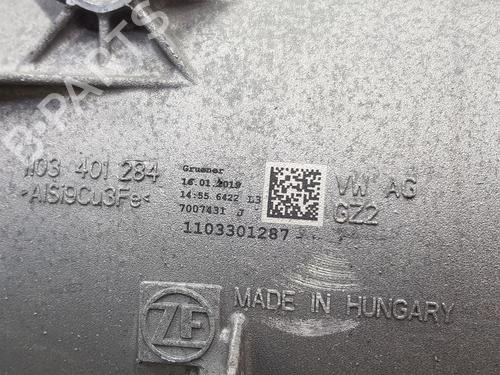 B-PARTS
1103 401 284
>AlSi9Cu3Fe<
Gruener
16.01.2019
14:55 6422 L3
7007431 J
1103301287
VW AG
GZ2
ZF
MADE IN HUNGARY